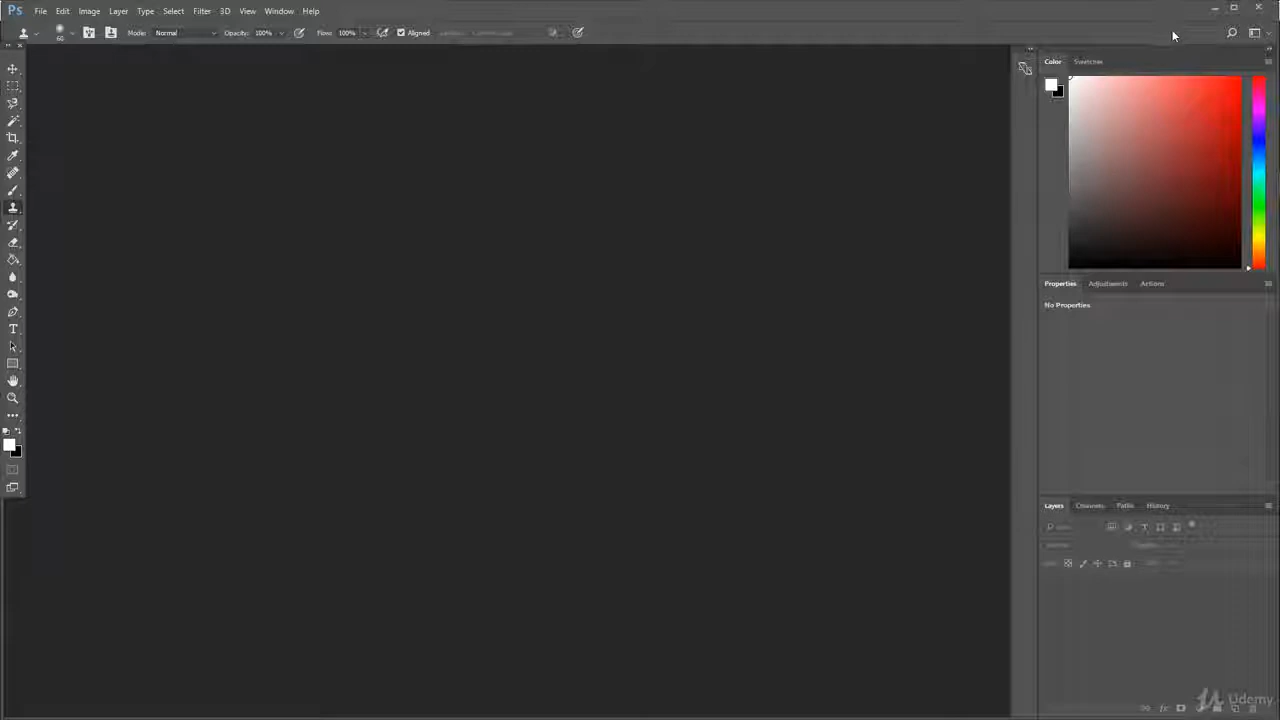 Ps File Edit Image Layer Type Select Filter 3D View Window Help
60 Mode: Normal Opacity: 100% Flow: 100% Aligned
Color Swatches
Properties Adjustments Actions
No Properties
Layers Channels Paths History
Udemy